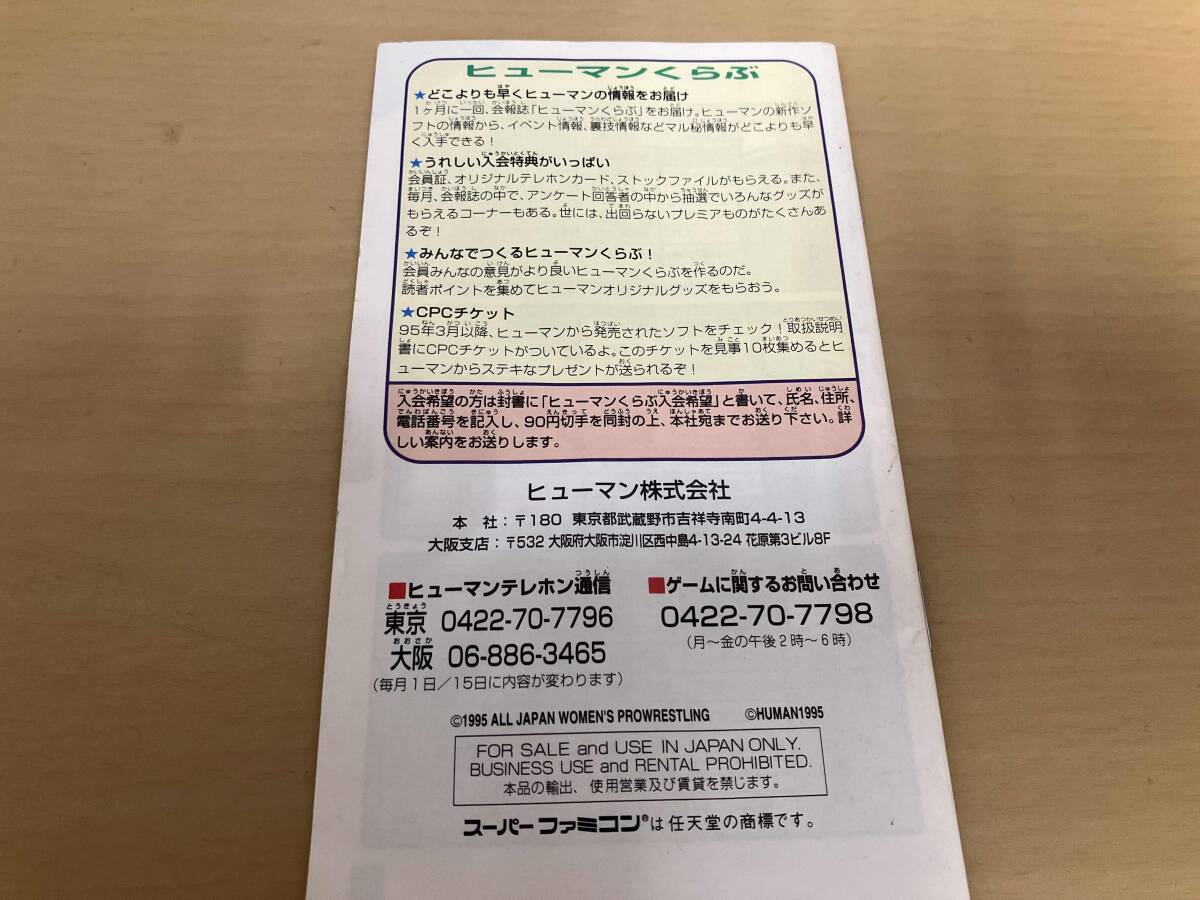 ヒューマンくらぶ
★どこよりも早くヒューマンの情報をお届け
1ヶ月に一回、会報誌「ヒューマンくらぶ」をお届け。ヒューマンの新作ソ
フトの情報から、イベント情報、裏技情報などマル秘情報がどこよりも早
く入手できる！
★うれしい入会特典がいっぱい
会員証、オリジナルテレホンカード、ストックファイルがもらえる。また、
毎月、会報誌の中で、アンケート回答者の中から抽選でいろんなグッズが
もらえるコーナーもある。世には、出回らないプレミアものがたくさんあ
るぞ！
★みんなでつくるヒューマンくらぶ！
会員みんなの意見がより良いヒューマンくらぶを作るのだ。
読者ポイントを集めてヒューマンオリジナルグッズをもらおう。
★CPCチケット
95年3月以降、ヒューマンから発売されたソフトをチェック！取扱説明
書にCPCチケットがついているよ。このチケットを見事10枚集めるとヒ
ューマンからステキなプレゼントが送られるぞ！
入会希望の方は封書に「ヒューマンくらぶ入会希望」と書いて、氏名、住所、
電話番号を記入し、90円切手を同封の上、本社宛までお送り下さい。詳
しい案内をお送りします。
ヒューマン株式会社
本 社：〒180 東京都武蔵野市吉祥寺南町4-4-13
大阪支店：〒532 大阪府大阪市淀川区西中島4-13-24 花原第3ビル8F
■ヒューマンテレホン通信
東京 0422-70-7796
大阪 06-886-3465
（毎月1日／15日に内容が変わります）
■ゲームに関するお問い合わせ
0422-70-7798
（月～金の午後2時～6時）
©1995 ALL JAPAN WOMEN'S PROWRESTLING ©HUMAN1995
FOR SALE and USE IN JAPAN ONLY.
BUSINESS USE and RENTAL PROHIBITED.
本品の輸出、使用営業及び賃貸を禁じます。
スーパーファミコン®は任天堂の商標です。